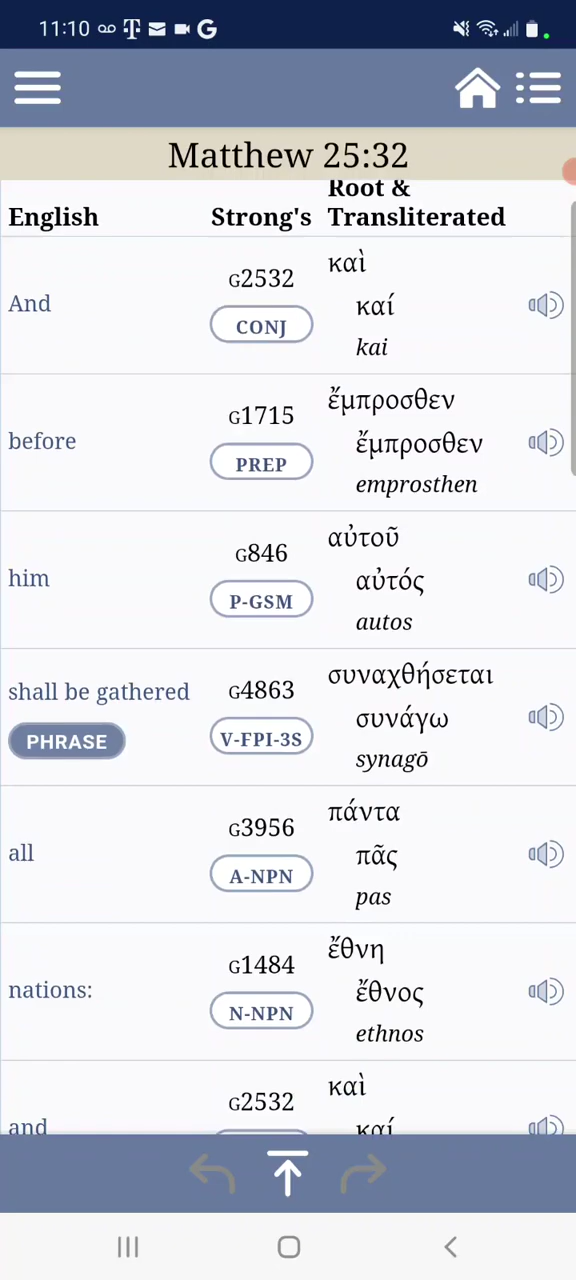 11:10
Matthew 25:32
English Strong's Root & Transliterated
And G2532 καὶ
CONJ καί
kai
before G1715 ἔμπροσθεν
PREP ἔμπροσθεν
emprosthen
him G846 αὐτοῦ
P-GSM αὐτός
autos
shall be gathered G4863 συναχθήσεται
PHRASE V-FPI-3S συνάγω
synagō
all G3956 πάντα
A-NPN πᾶς
pas
nations: G1484 ἔθνη
N-NPN ἔθνος
ethnos
and G2532 καὶ
καί